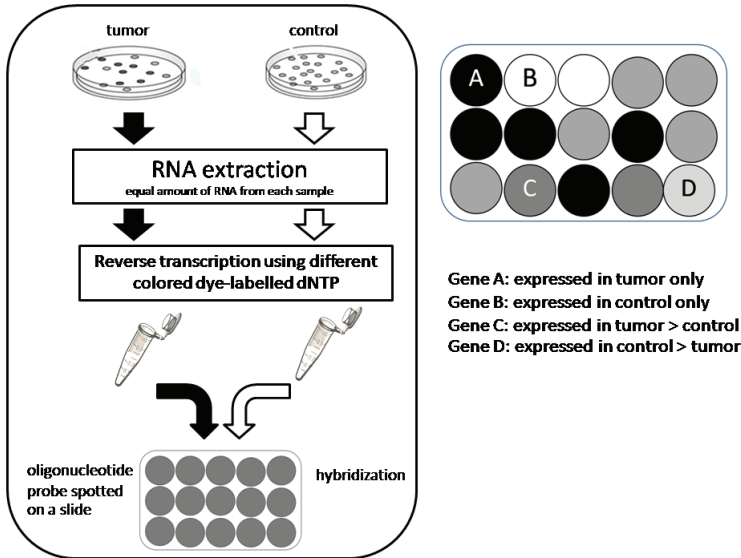 tumor
control
RNA extraction
equal amount of RNA from each sample
Reverse transcription using different
colored dye-labelled dNTP
oligonucleotide
probe spotted
on a slide
hybridization
A
B
C
D
Gene A: expressed in tumor only
Gene B: expressed in control only
Gene C: expressed in tumor > control
Gene D: expressed in control > tumor